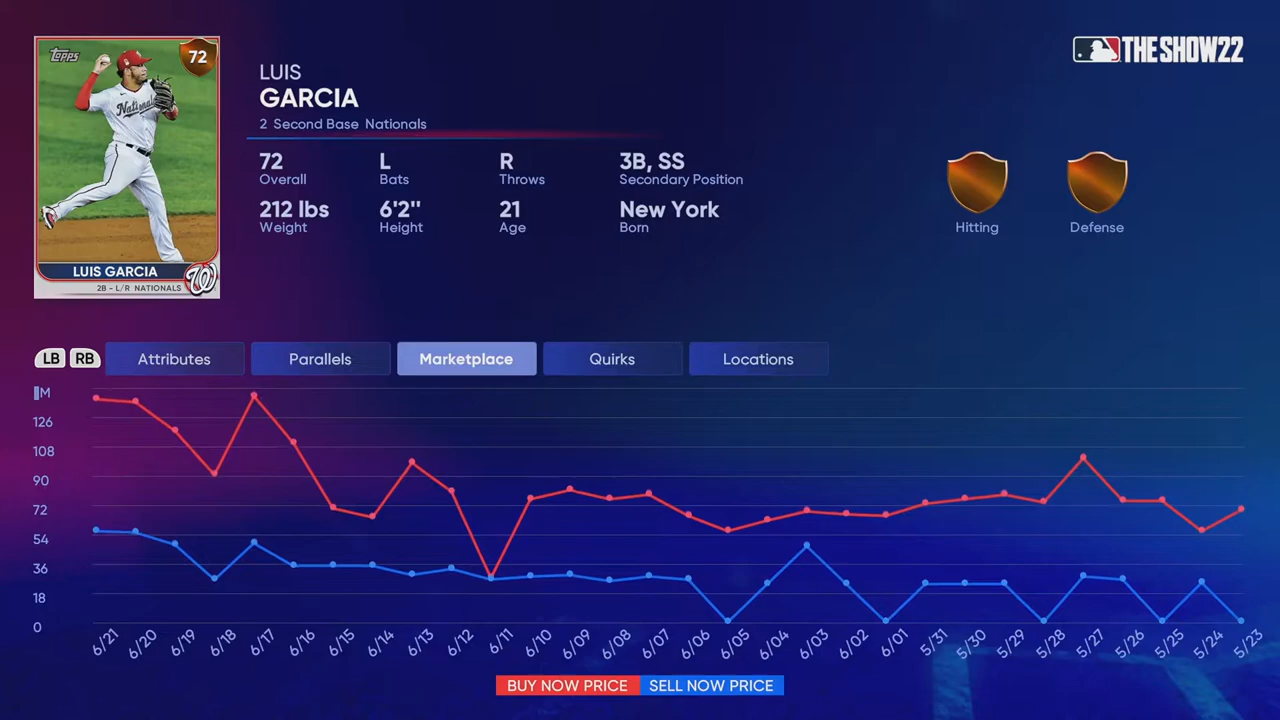 Topps
72
Nationals
LUIS GARCIA
2B - L/R NATIONALS
LUIS
GARCIA
2 Second Base Nationals
72
Overall
L
Bats
R
Throws
3B, SS
Secondary Position
212 lbs
Weight
6'2''
Height
21
Age
New York
Born
THE SHOW 22
Hitting
Defense
LB RB Attributes Parallels Marketplace Quirks Locations
M
126
108
90
72
54
36
18
0
6/21 6/20 6/19 6/18 6/17 6/16 6/15 6/14 6/13 6/12 6/11 6/10 6/09 6/08 6/07 6/06 6/05 6/04 6/03 6/02 6/01 5/31 5/30 5/29 5/28 5/27 5/26 5/25 5/24 5/23
BUY NOW PRICE SELL NOW PRICE